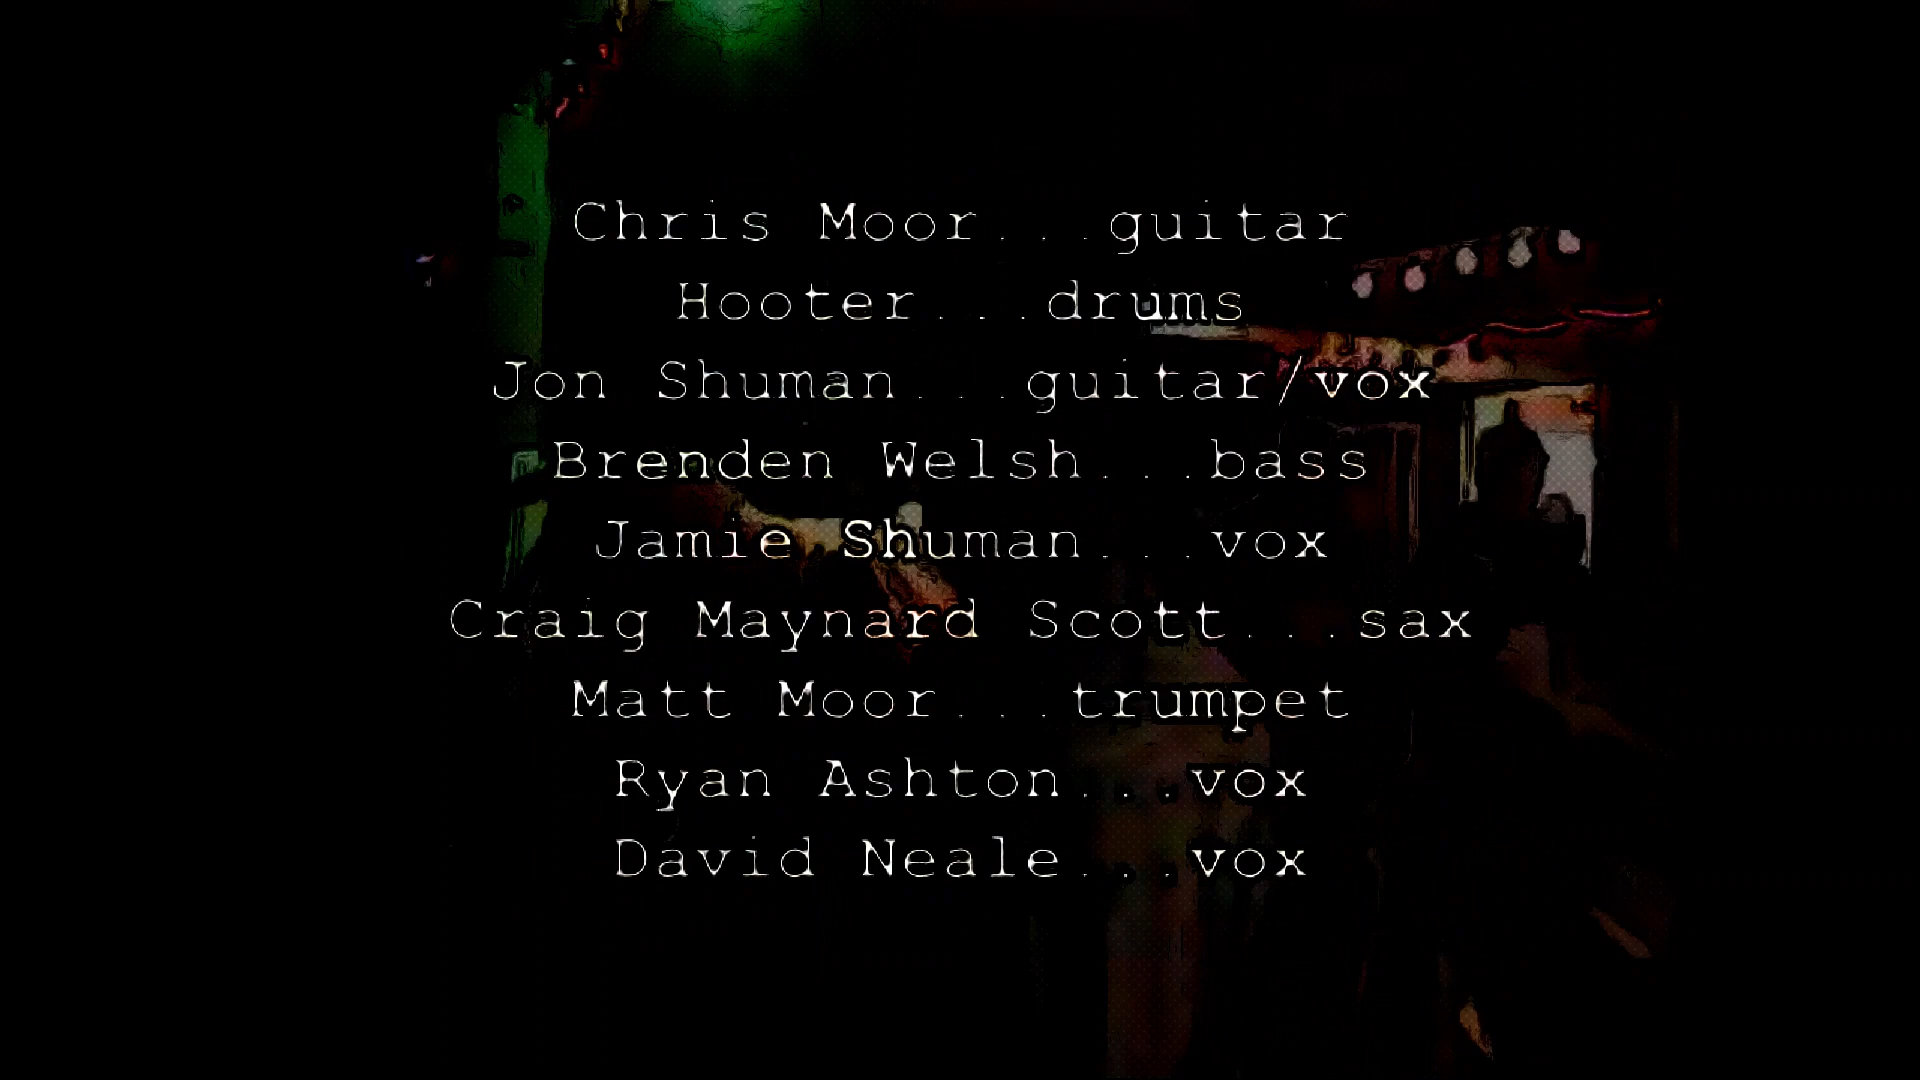 Chris Moor...guitar
Hooter...drums
Jon Shuman...guitar/vox
Brenden Welsh...bass
Jamie Shuman...vox
Craig Maynard Scott...sax
Matt Moor...trumpet
Ryan Ashton...vox
David Neale...vox